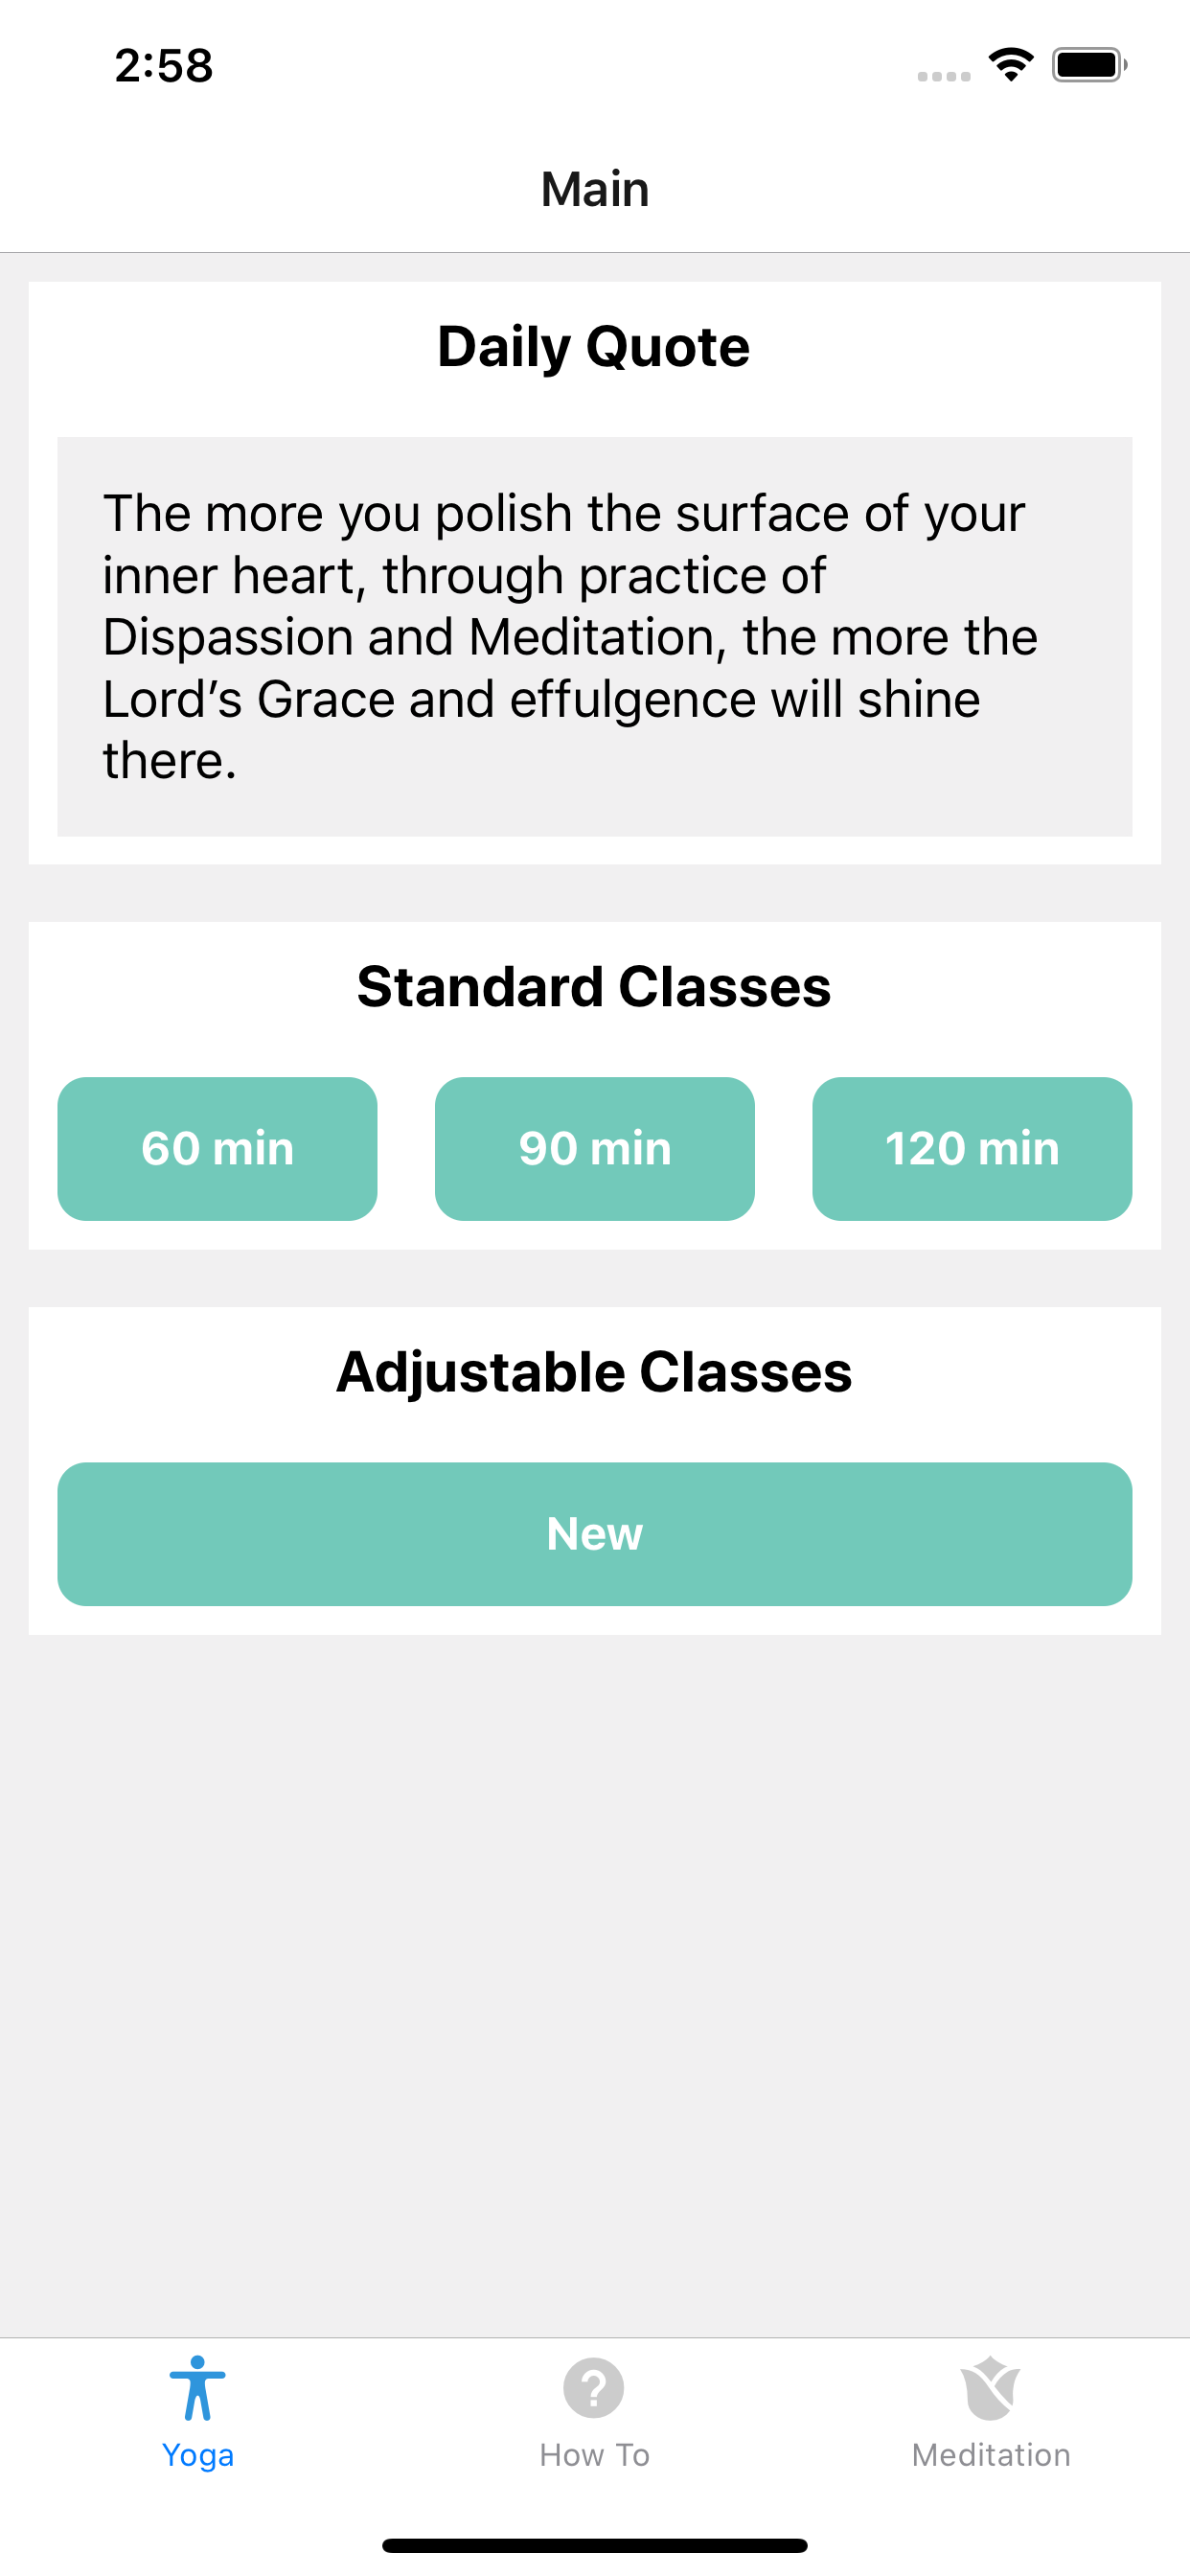 2:58
Main
Daily Quote
The more you polish the surface of your
inner heart, through practice of
Dispassion and Meditation, the more the
Lord’s Grace and effulgence will shine
there.
Standard Classes
60 min 90 min 120 min
Adjustable Classes
New
Yoga How To Meditation